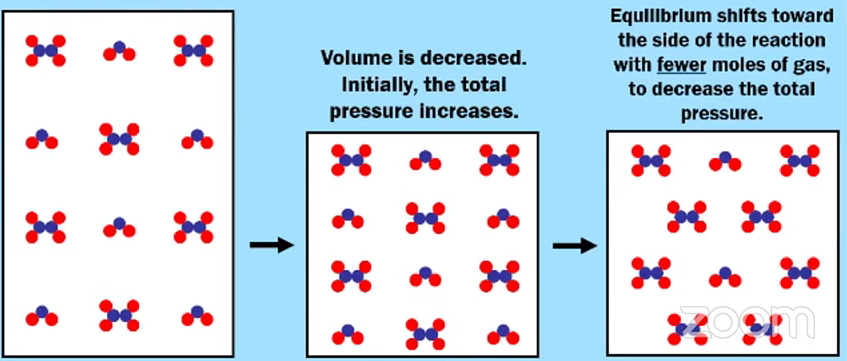 Volume is decreased.
Initially, the total
pressure increases.
Equilibrium shifts toward
the side of the reaction
with fewer moles of gas,
to decrease the total
pressure.
zoom